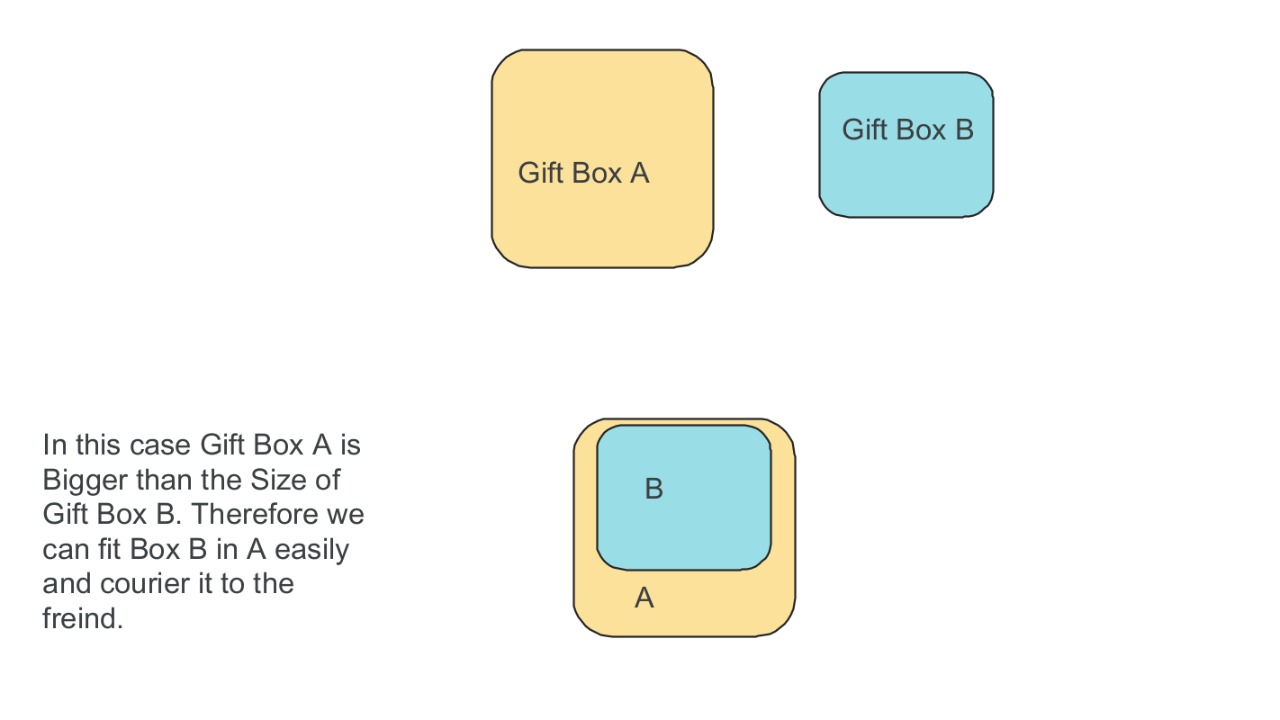 Gift Box A
Gift Box B
In this case Gift Box A is
Bigger than the Size of
Gift Box B. Therefore we
can fit Box B in A easily
and courier it to the
freind.
B
A